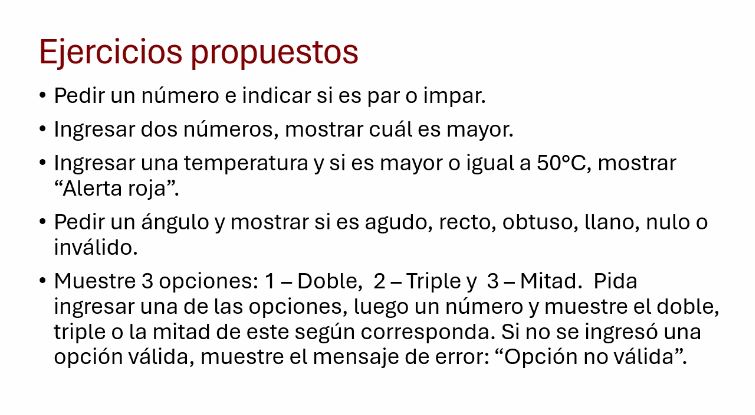 Ejercicios propuestos
• Pedir un número e indicar si es par o impar.
• Ingresar dos números, mostrar cuál es mayor.
• Ingresar una temperatura y si es mayor o igual a 50°C, mostrar
“Alerta roja”.
• Pedir un ángulo y mostrar si es agudo, recto, obtuso, llano, nulo o
inválido.
• Muestre 3 opciones: 1 – Doble,  2 – Triple y  3 – Mitad.  Pida
ingresar una de las opciones, luego un número y muestre el doble,
triple o la mitad de este según corresponda. Si no se ingresó una
opción válida, muestre el mensaje de error: “Opción no válida”.